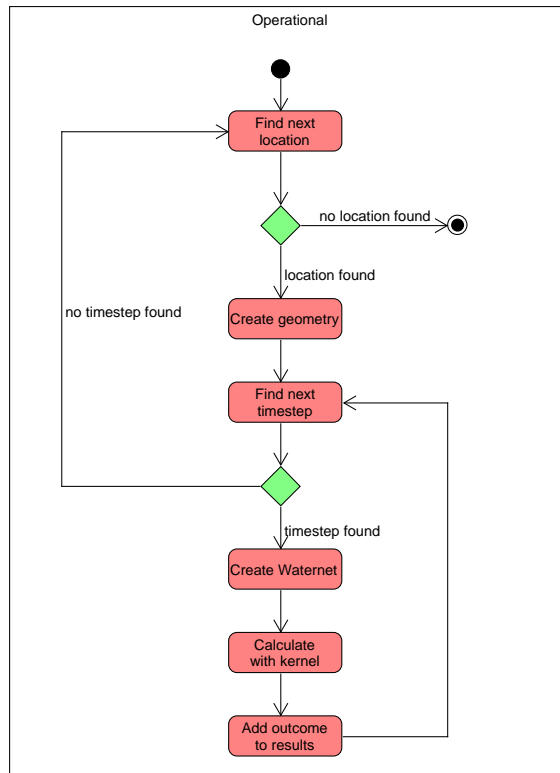 Operational
Find next
location
no location found
location found
no timestep found
Create geometry
Find next
timestep
timestep found
Create Waternet
Calculate
with kernel
Add outcome
to results